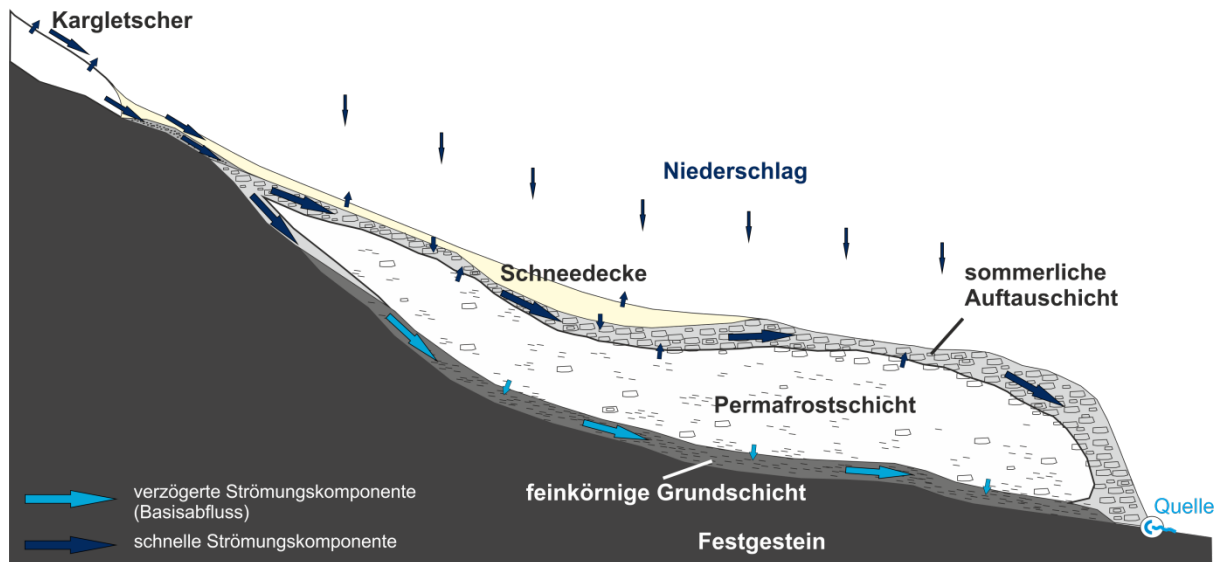 Kargletscher
Niederschlag
Schneedecke
sommerliche
Auftauschicht
Permafrostschicht
feinkörnige Grundschicht
verzögerte Strömungskomponente
(Basisabfluss)
schnelle Strömungskomponente
Festgestein
Quelle